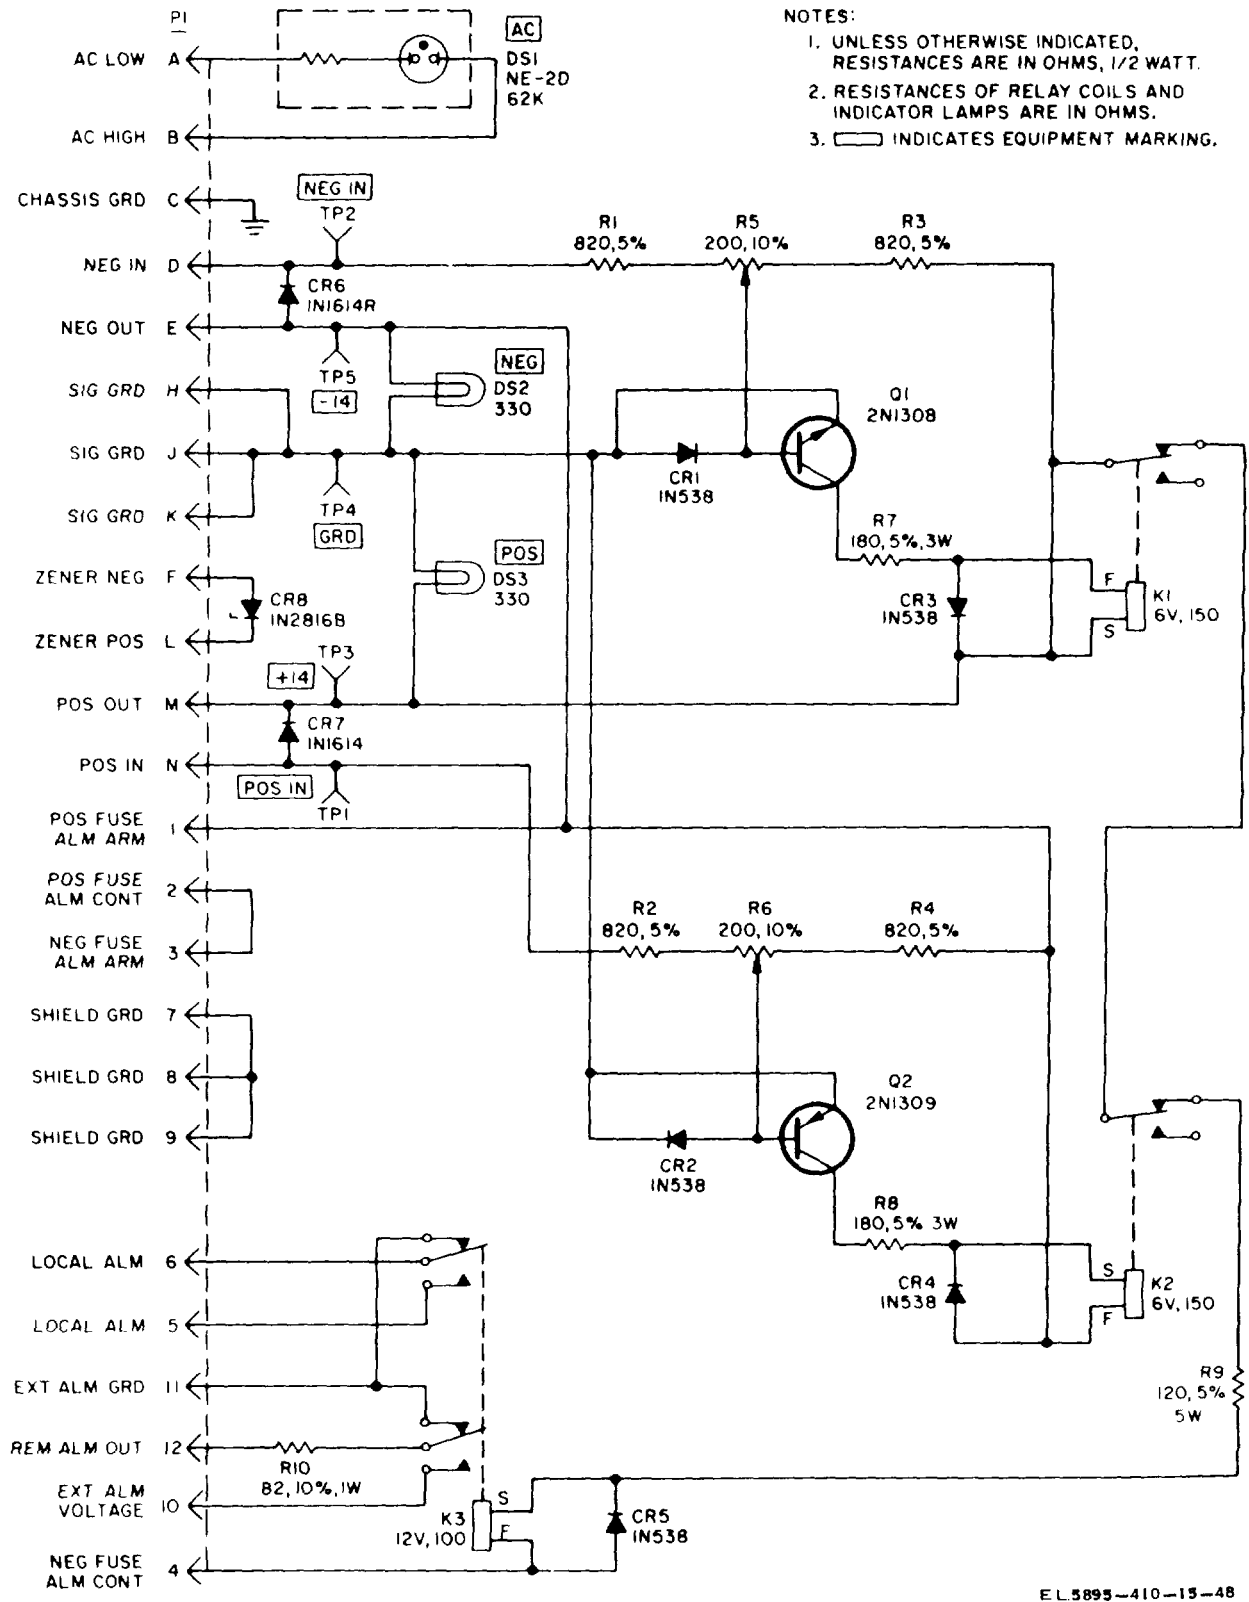 P1
NOTES:
1. UNLESS OTHERWISE INDICATED,
RESISTANCES ARE IN OHMS, 1/2 WATT.
2. RESISTANCES OF RELAY COILS AND
INDICATOR LAMPS ARE IN OHMS.
3. INDICATES EQUIPMENT MARKING.
AC LOW A
AC
DS1
NE-2D
62K
AC HIGH B
CHASSIS GRD C
NEG IN
TP2
R1
820,5%
R5
200,10%
R3
820,5%
NEG IN D
CR6
1N1614R
NEG OUT E
TP5
-14
NEG
DS2
330
SIG GRD H
Q1
2N1308
SIG GRD J
CR1
1N538
SIG GRD K
TP4
GRD
R7
180,5%,3W
POS
DS3
330
ZENER NEG F
CR8
1N2816B
CR3
1N538
F
S
K1
6V,150
ZENER POS L
TP3
+14
POS OUT M
CR7
1N1614
POS IN N
POS IN
TP1
POS FUSE
ALM ARM 1
POS FUSE
ALM CONT 2
R2
820,5%
R6
200,10%
R4
820,5%
NEG FUSE
ALM ARM 3
SHIELD GRD 7
SHIELD GRD 8
Q2
2N1309
SHIELD GRD 9
CR2
1N538
R8
180,5% 3W
LOCAL ALM 6
CR4
1N538
S
F
K2
6V,150
LOCAL ALM 5
EXT ALM GRD 11
R9
120,5%
5W
REM ALM OUT 12
R10
82,10%,1W
EXT ALM
VOLTAGE 10
S
F
K3
12V,100
CR5
1N538
NEG FUSE
ALM CONT 4
EL5895-410-15-48